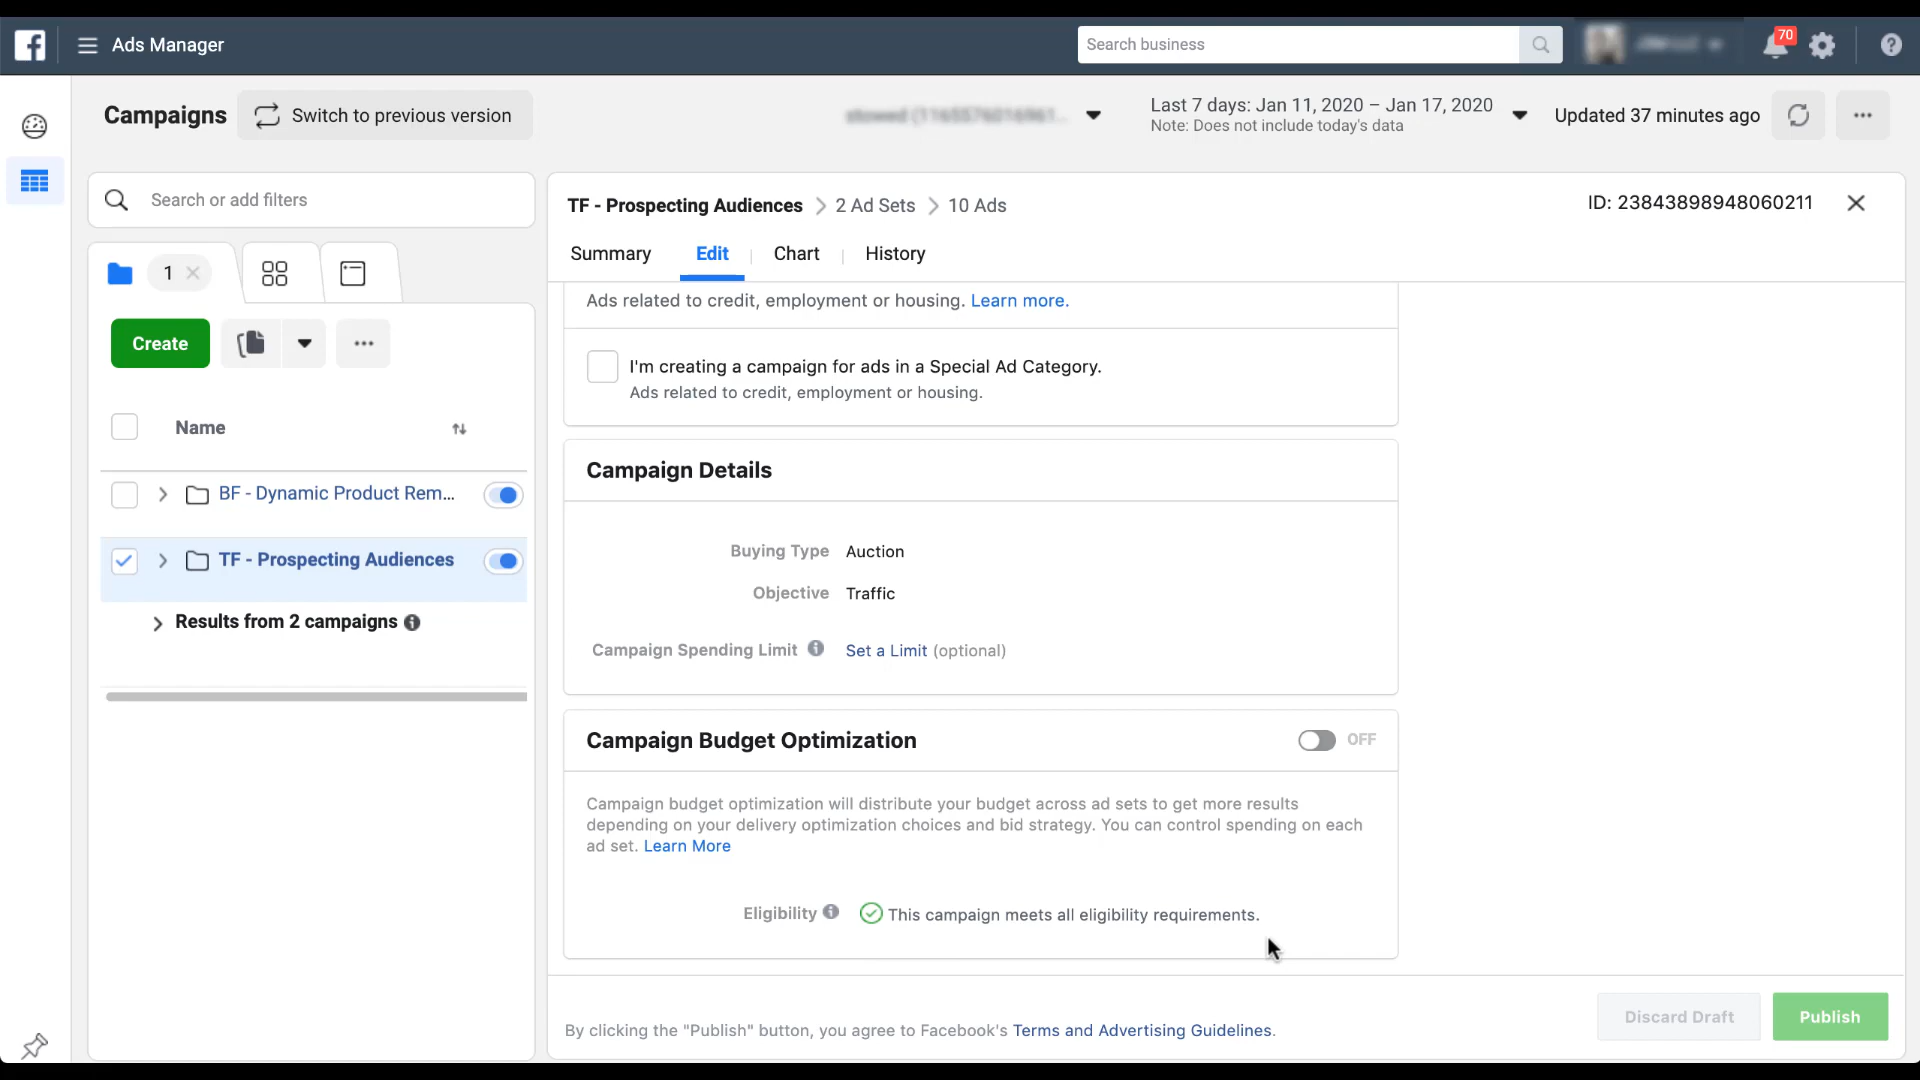 Ads Manager
Search business
70
Campaigns
Switch to previous version
Last 7 days: Jan 11, 2020 – Jan 17, 2020
Note: Does not include today's data
Updated 37 minutes ago
Search or add filters
1
Create
Name
BF - Dynamic Product Rem...
TF - Prospecting Audiences
Results from 2 campaigns
TF - Prospecting Audiences
2 Ad Sets
10 Ads
ID: 23843898948060211
Summary
Edit
Chart
History
Ads related to credit, employment or housing. Learn more.
I'm creating a campaign for ads in a Special Ad Category.
Ads related to credit, employment or housing.
Campaign Details
Buying Type Auction
Objective Traffic
Campaign Spending Limit Set a Limit (optional)
Campaign Budget Optimization
OFF
Campaign budget optimization will distribute your budget across ad sets to get more results
depending on your delivery optimization choices and bid strategy. You can control spending on each
ad set. Learn More
Eligibility This campaign meets all eligibility requirements.
By clicking the "Publish" button, you agree to Facebook's Terms and Advertising Guidelines.
Discard Draft
Publish